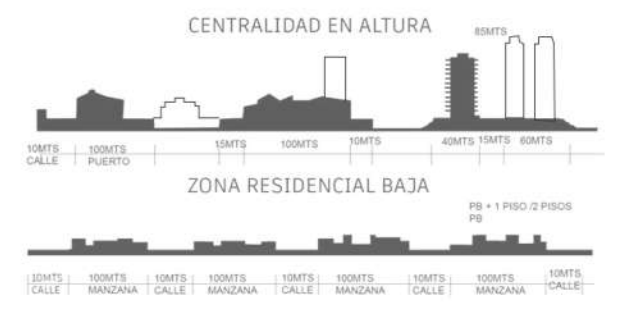 CENTRALIDAD EN ALTURA
85MTS
10MTS 100MTS 15MTS 100MTS 10MTS 40MTS 15MTS 60MTS
CALLE PUERTO
ZONA RESIDENCIAL BAJA
PB + 1 PISO /2 PISOS
PB
10MTS 100MTS 10MTS 100MTS 10MTS 100MTS 10MTS 100MTS 10MTS
CALLE MANZANA CALLE MANZANA CALLE MANZANA CALLE MANZANA CALLE